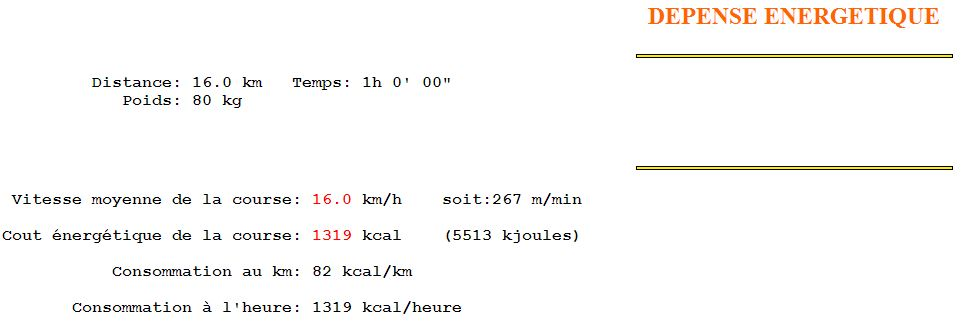 DEPENSE ENERGETIQUE
Distance: 16.0 km   Temps: 1h 0' 00"
Poids: 80 kg
Vitesse moyenne de la course: 16.0 km/h    soit:267 m/min
Cout énergétique de la course: 1319 kcal    (5513 kjoules)
Consommation au km: 82 kcal/km
Consommation à l'heure: 1319 kcal/heure